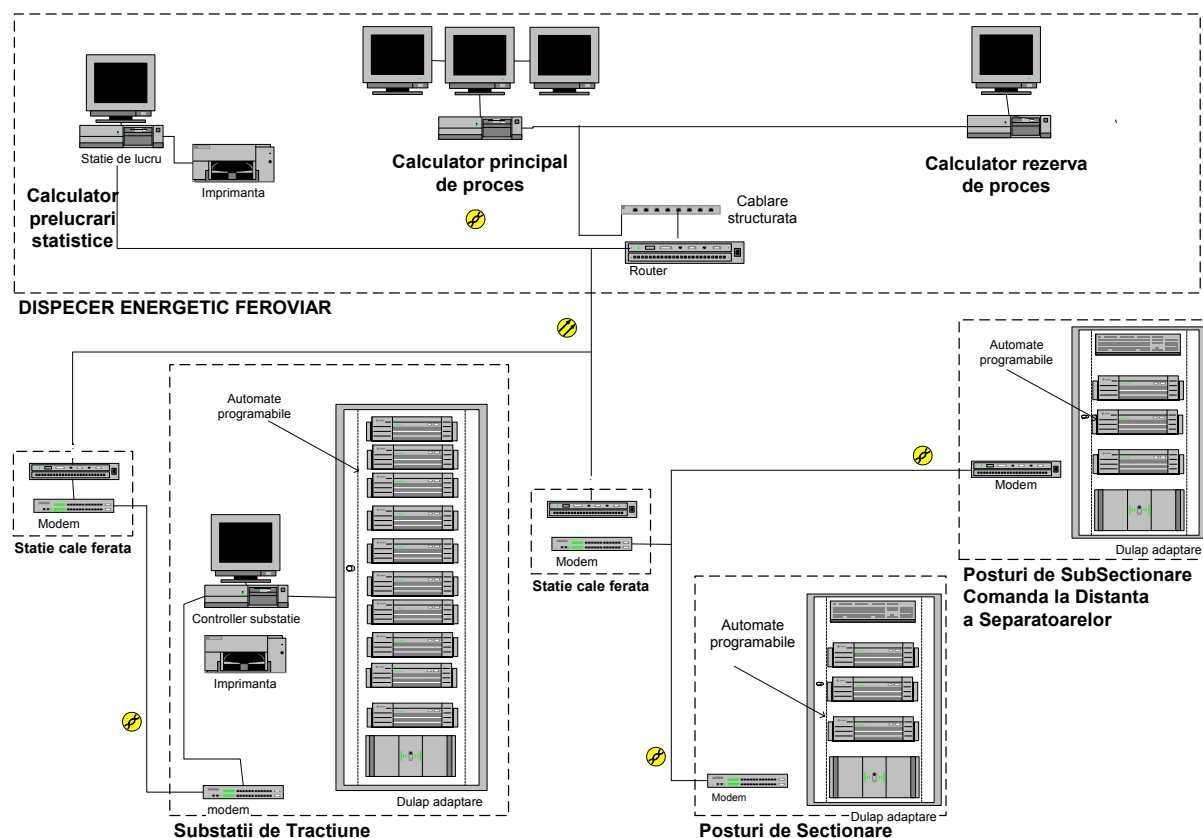 Statie de lucru
Imprimanta
Calculator
prelucrari
statistice
Calculator principal
de proces
Calculator rezerva
de proces
Cablare
structurata
Router
DISPECER ENERGETIC FEROVIAR
Automate
programabile
Modem
Statie cale ferata
Controller substatie
Imprimanta
modem
Dulap adaptare
Substatii de Tractiune
Modem
Statie cale ferata
Automate
programabile
Modem
Dulap adaptare
Posturi de Sectionare
Automate
programabile
Modem
Dulap adaptare
Posturi de SubSectionare
Comanda la Distanta
a Separatoarelor